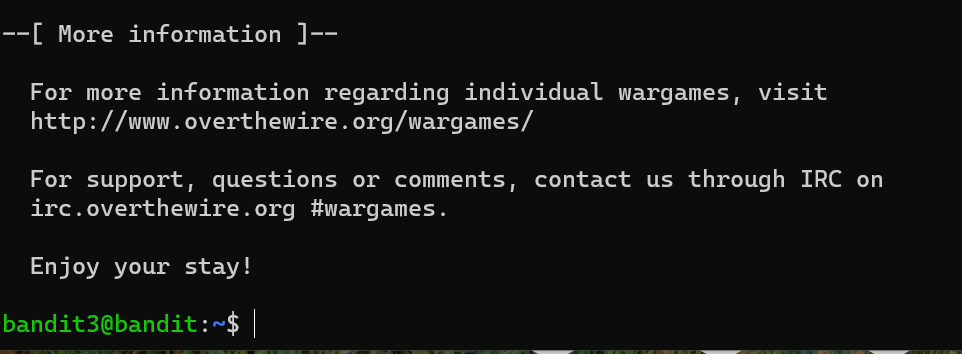 --[ More information ]--
For more information regarding individual wargames, visit
http://www.overthewire.org/wargames/
For support, questions or comments, contact us through IRC on
irc.overthewire.org #wargames.
Enjoy your stay!
bandit3@bandit:~$